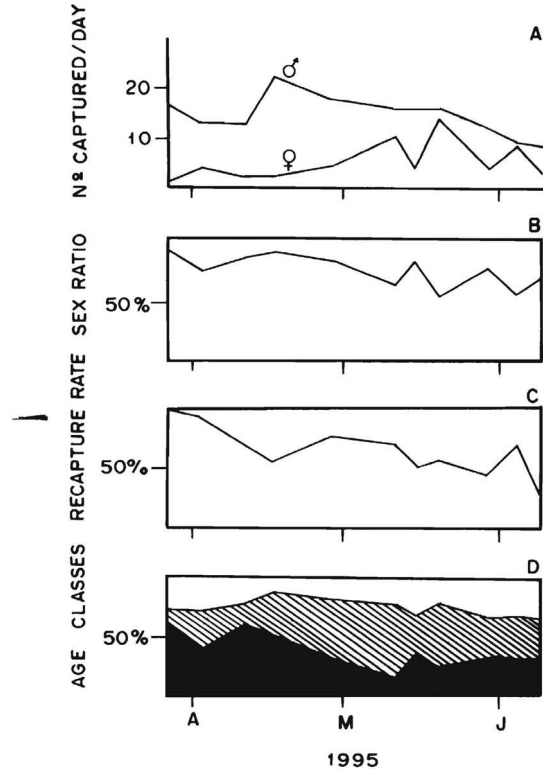 A
Nº CAPTURED/DAY
20
10
♂
♀
B
SEX RATIO
50%
C
RECAPTURE RATE
50%
D
AGE CLASSES
50%
A
M
J
1995